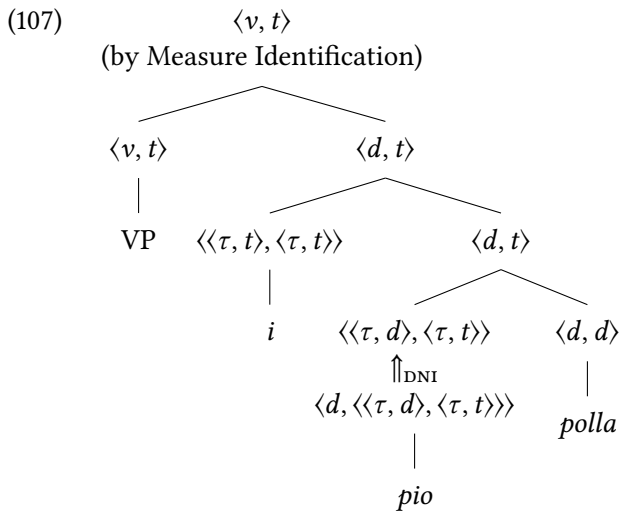 (107) ⟨v, t⟩
(by Measure Identification)
⟨v, t⟩ ⟨d, t⟩
VP ⟨⟨τ, t⟩,⟨τ, t⟩⟩ ⟨d, t⟩
i ⟨⟨τ, d⟩,⟨τ, t⟩⟩ ⟨d, d⟩
⇑DNI
⟨d, ⟨⟨τ, d⟩,⟨τ, t⟩⟩⟩ polla
pio